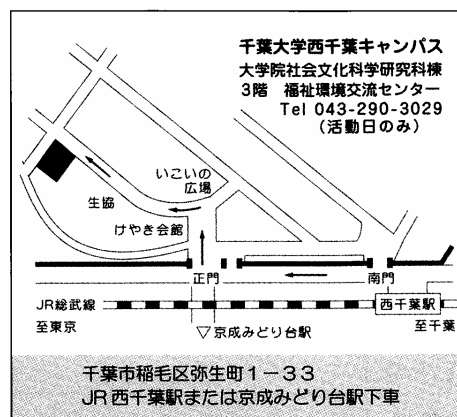 千葉大学西千葉キャンパス
大学院社会文化科学研究科棟
3階　福祉環境交流センター
Tel 043-290-3029
(活動日のみ)
いこいの
広場
生協
けやき会館
正門
南門
JR総武線
西千葉駅
至東京
▽京成みどり台駅
至千葉
千葉市稲毛区弥生町1－33
JR西千葉駅または京成みどり台駅下車